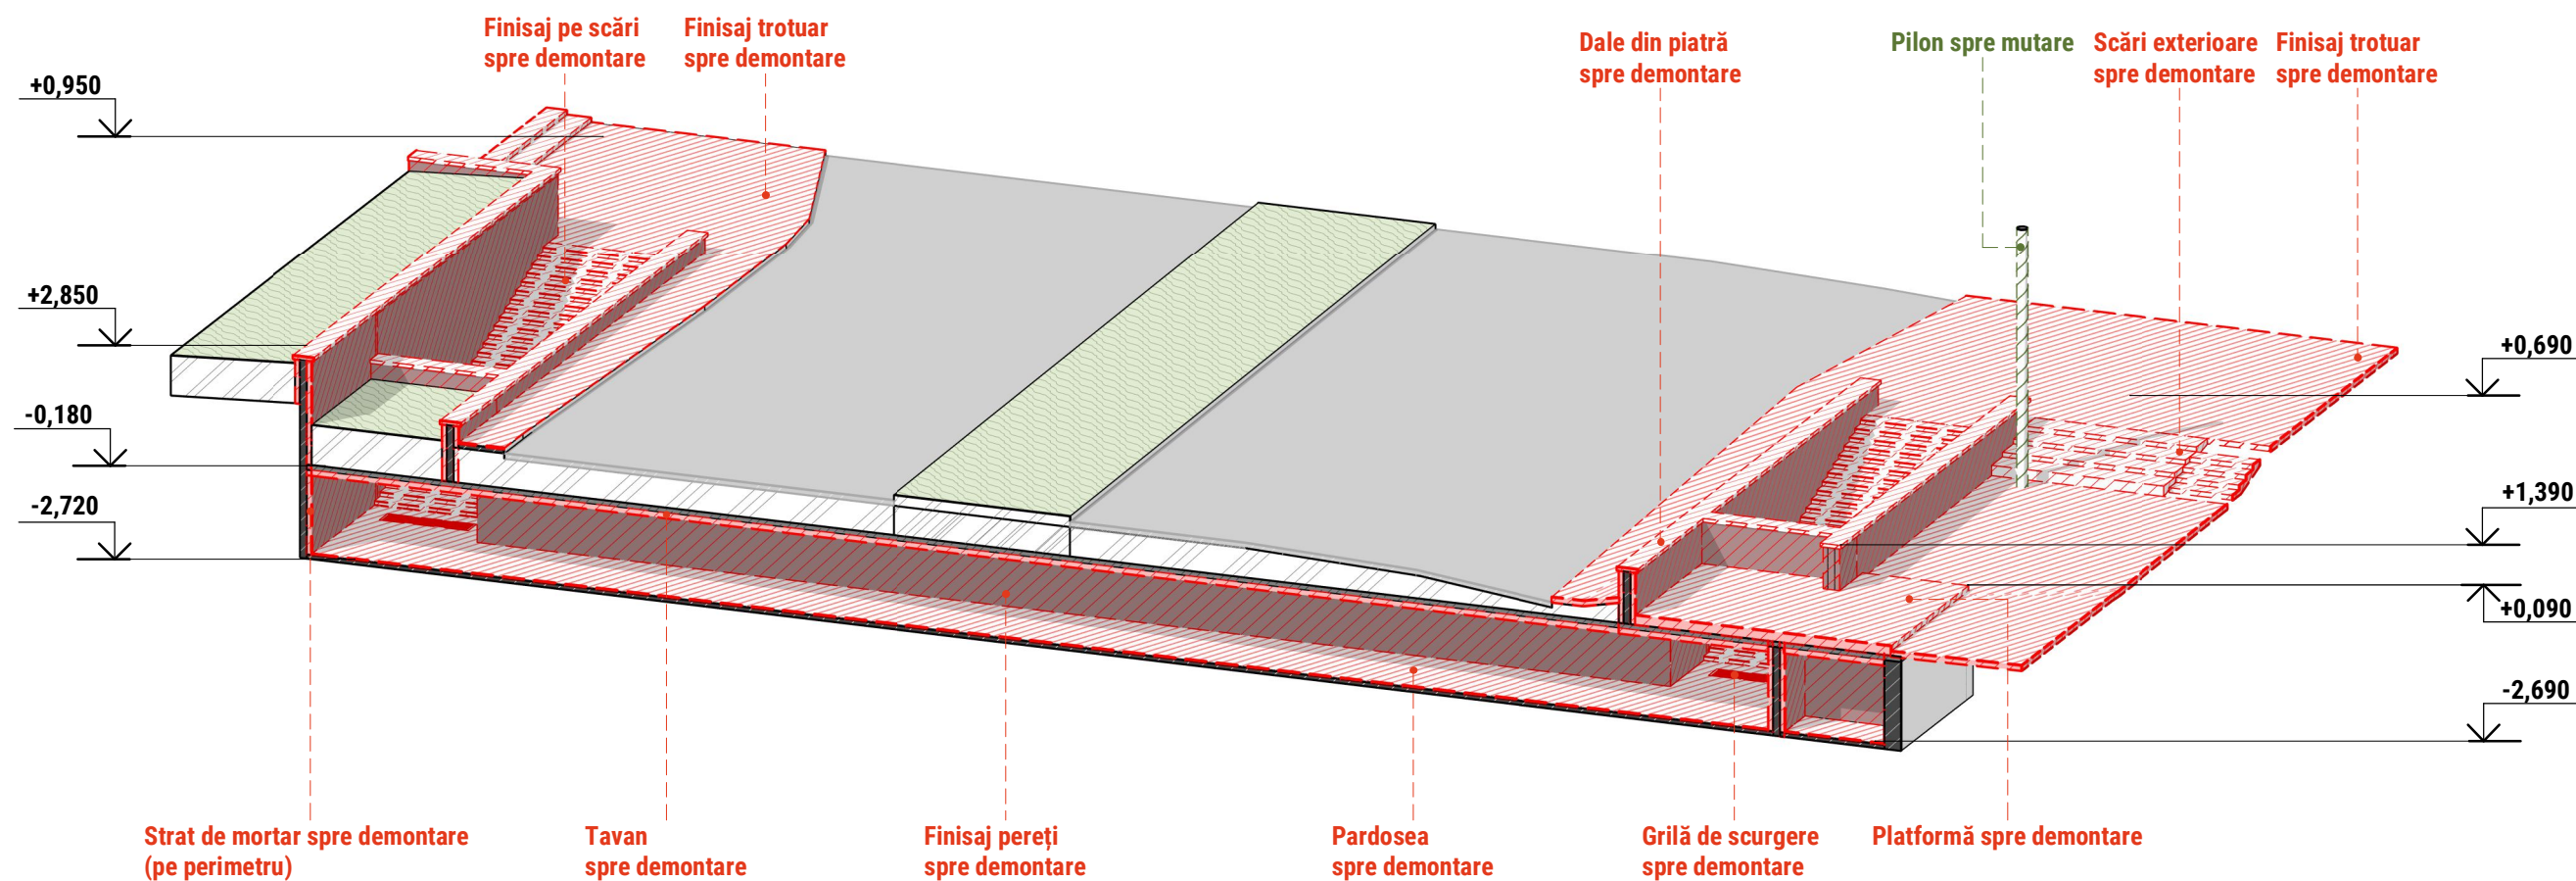 Finisaj pe scări
spre demontare
Finisaj trotuar
spre demontare
Dale din piatră
spre demontare
Pilon spre mutare
Scări exterioare
spre demontare
Finisaj trotuar
spre demontare
+0,950
+2,850
-0,180
-2,720
+0,690
+1,390
+0,090
-2,690
Strat de mortar spre demontare
(pe perimetru)
Tavan
spre demontare
Finisaj pereți
spre demontare
Pardosea
spre demontare
Grilă de scurgere
spre demontare
Platformă spre demontare